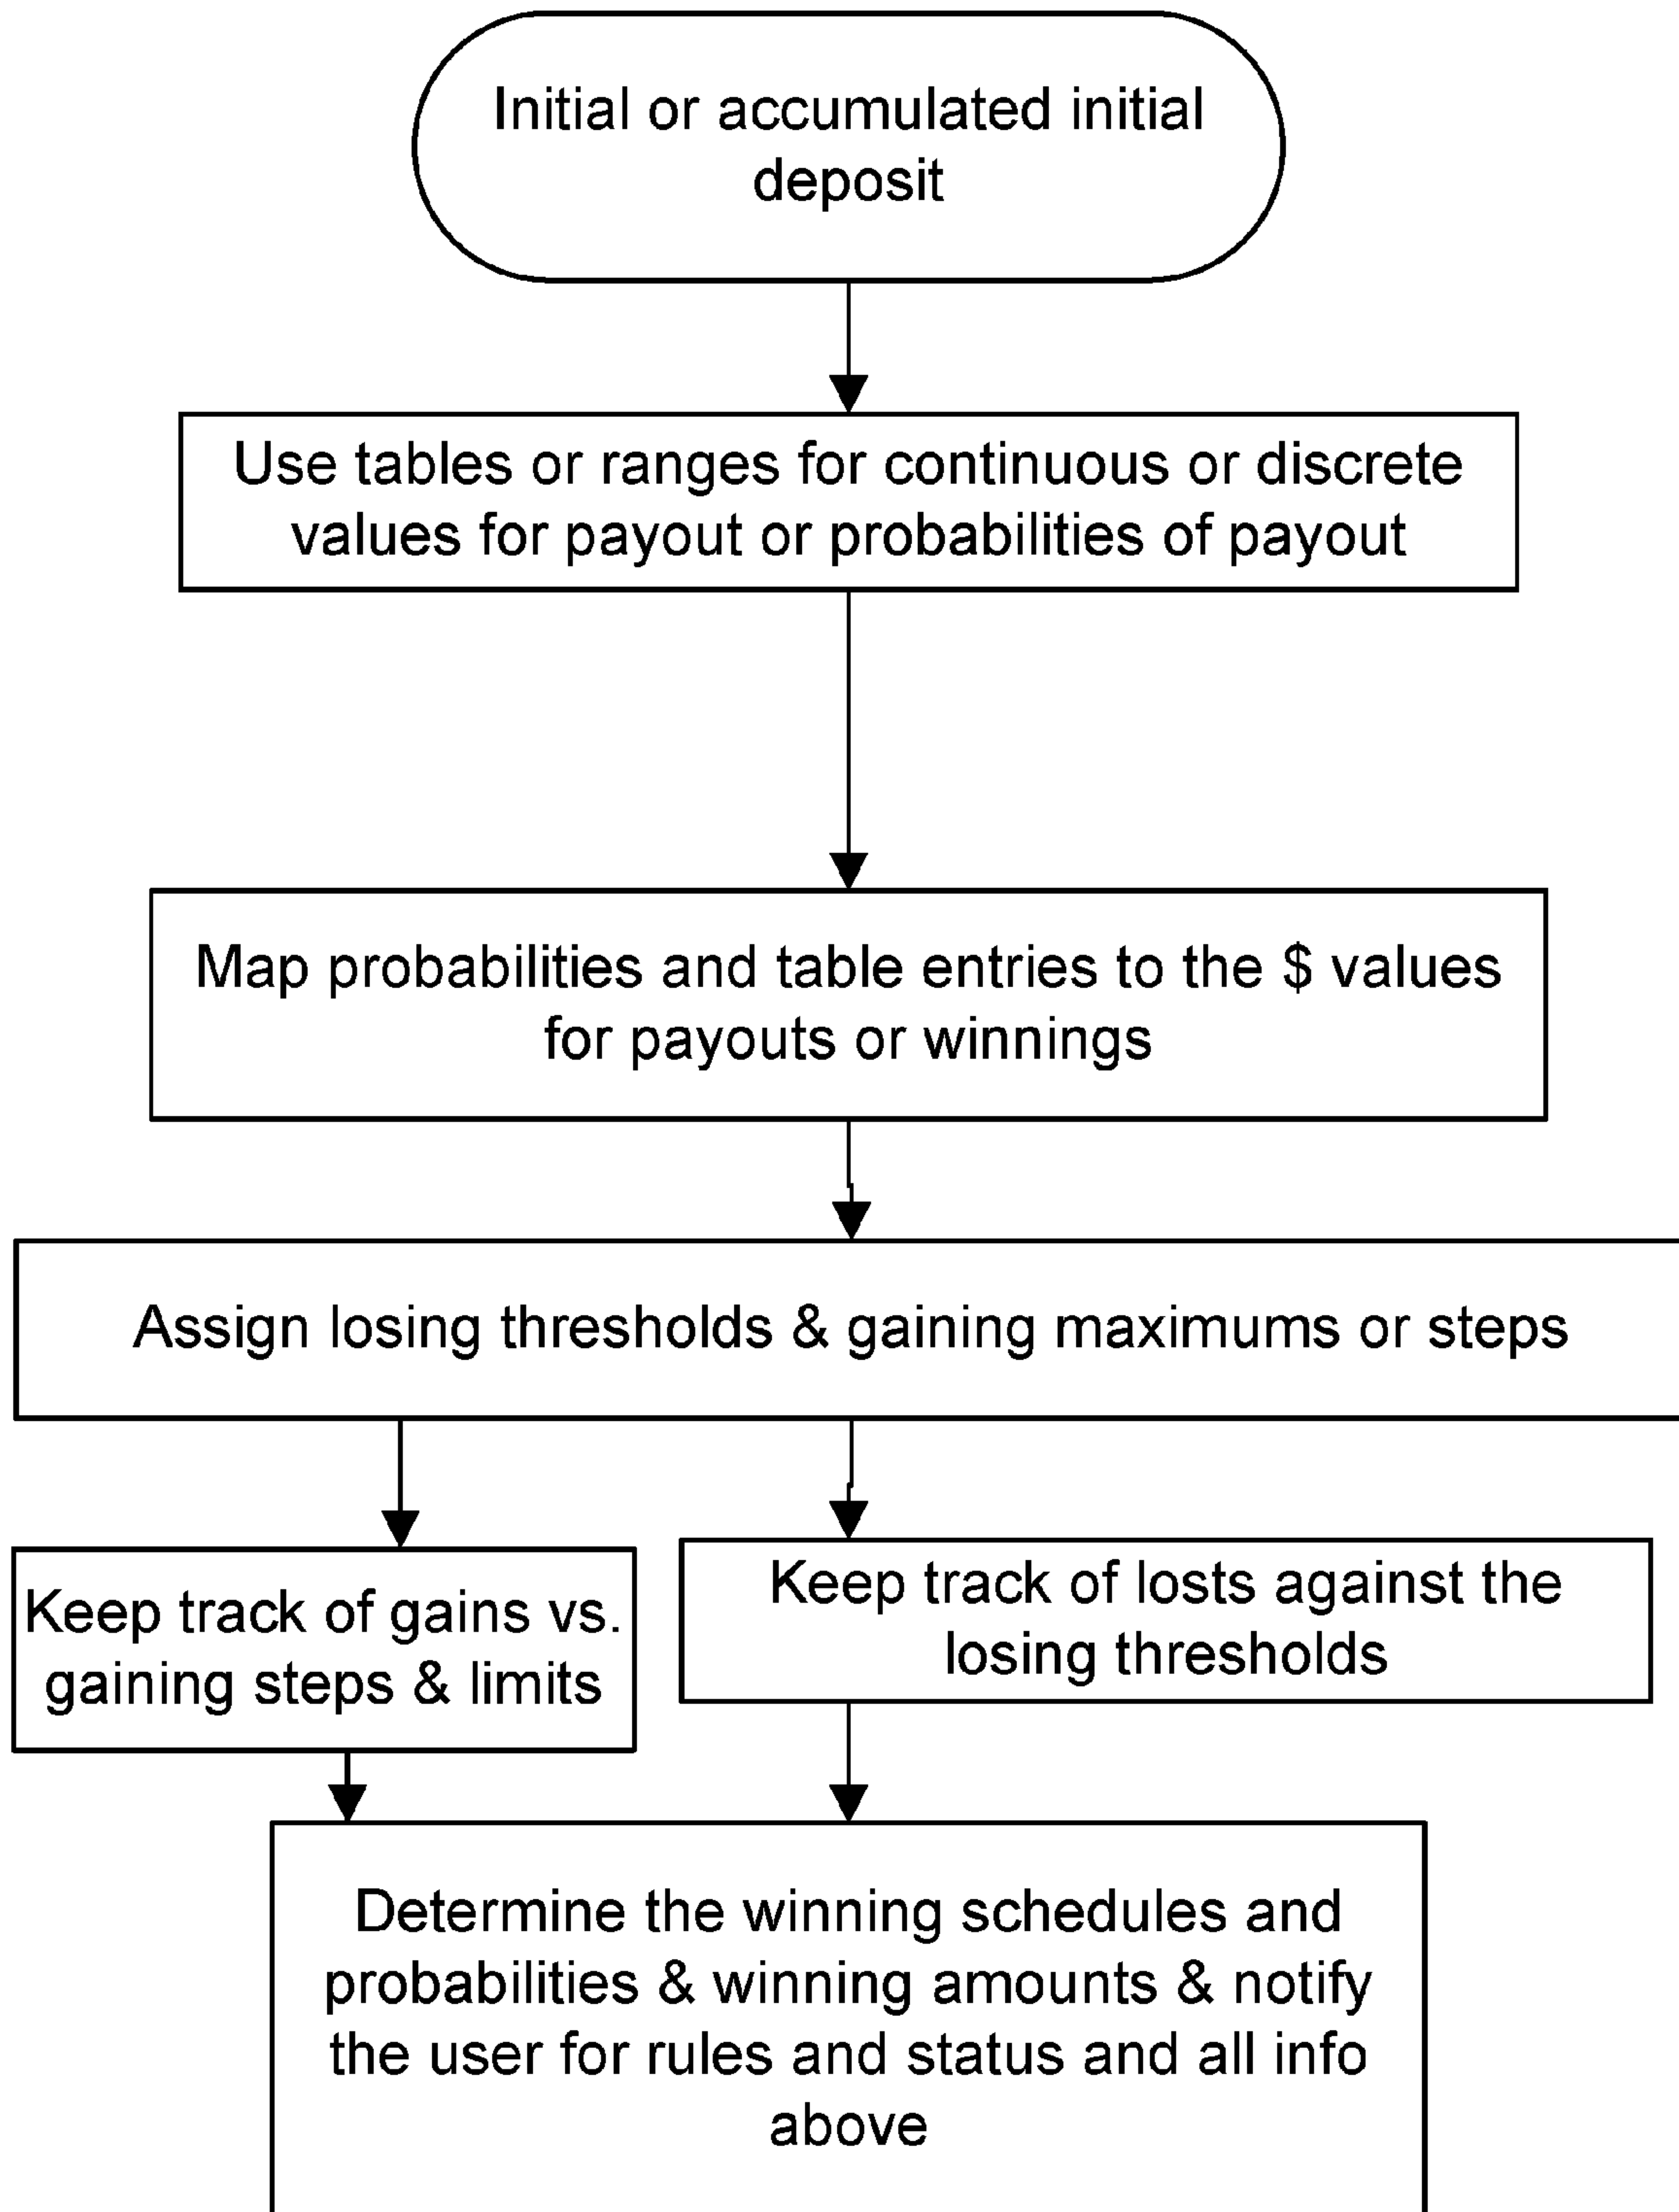 Initial or accumulated initial
deposit
Use tables or ranges for continuous or discrete
values for payout or probabilities of payout
Map probabilities and table entries to the $ values
for payouts or winnings
Assign losing thresholds & gaining maximums or steps
Keep track of gains vs.
gaining steps & limits
Keep track of losts against the
losing thresholds
Determine the winning schedules and
probabilities & winning amounts & notify
the user for rules and status and all info
above